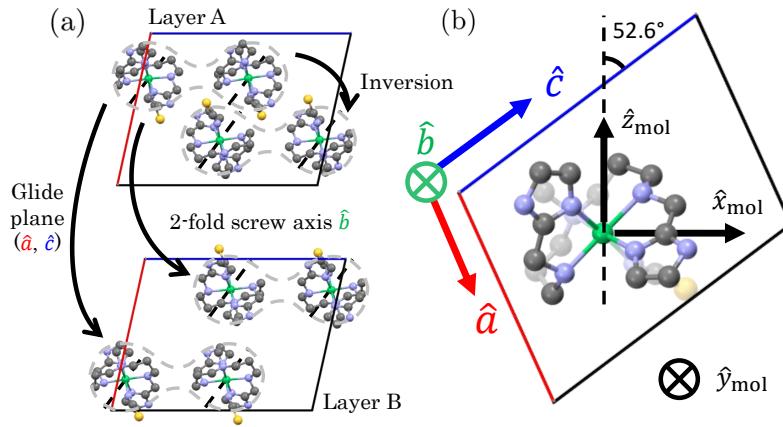 (a)
Layer A
Inversion
Glide
plane
(â, ĉ)
2-fold screw axis b̂
Layer B
(b)
52.6°
ĉ
b̂
ẑmol
x̂mol
â
ŷmol